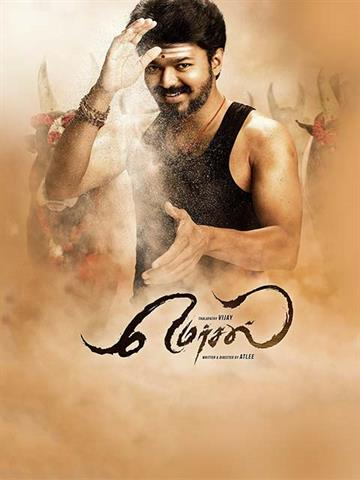 THALAPATHY VIJAY
மெர்சல்
WRITTEN & DIRECTED BY ATLEE